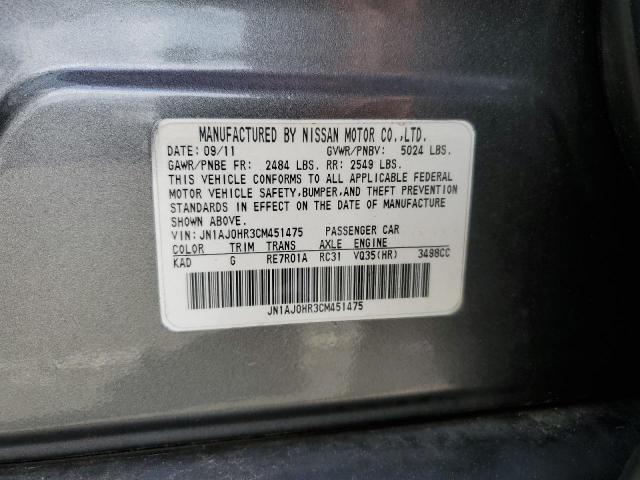 MANUFACTURED BY NISSAN MOTOR CO.,LTD.
DATE: 09/11 GVWR/PNBV: 5024 LBS.
GAWR/PNBE FR: 2484 LBS. RR: 2549 LBS.
THIS VEHICLE CONFORMS TO ALL APPLICABLE FEDERAL
MOTOR VEHICLE SAFETY,BUMPER,AND THEFT PREVENTION
STANDARDS IN EFFECT ON THE DATE OF MANUFACTURE
SHOWN ABOVE.
VIN: JN1AJ0HR3CM451475 PASSENGER CAR
COLOR TRIM TRANS AXLE ENGINE
KAD G RE7R01A RC31 VQ35(HR) 3498CC
JN1AJ0HR3CM451475